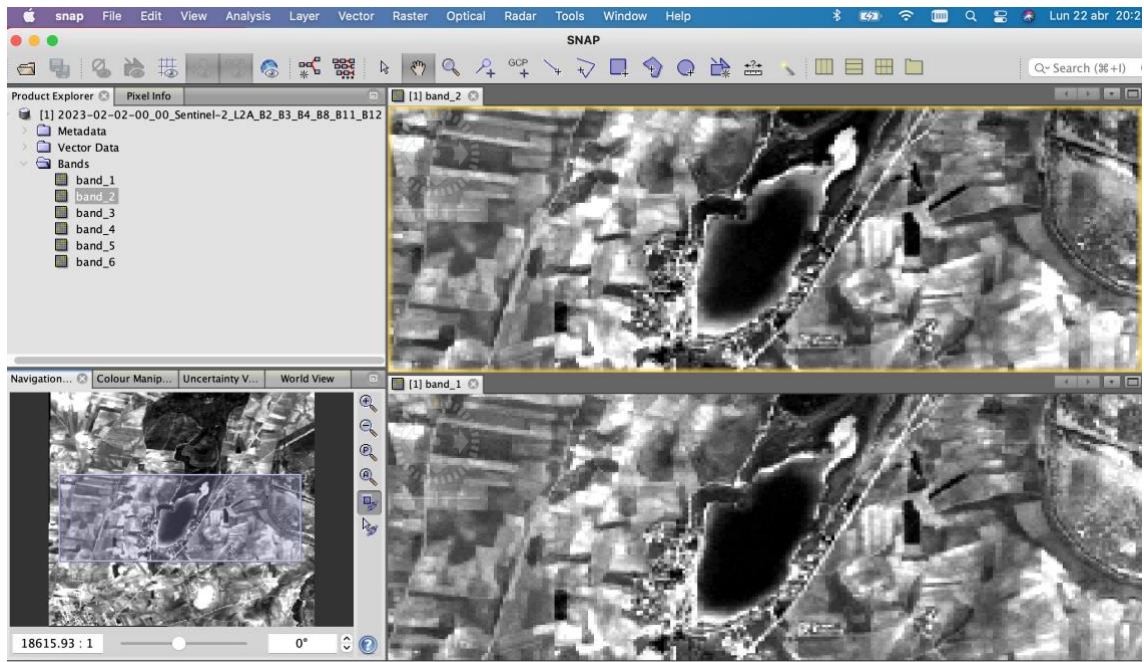 snap File Edit View Analysis Layer Vector Raster Optical Radar Tools Window Help Lun 22 abr 20:2
SNAP
GCP
Search (⌘+I)
Product Explorer Pixel Info
[1] 2023-02-02-00_00_Sentinel-2_L2A_B2_B3_B4_B8_B11_B12
Metadata
Vector Data
Bands
band_1
band_2
band_3
band_4
band_5
band_6
[1] band_2
Navigation... Colour Manip... Uncertainty V... World View
18615.93 : 1 0°
[1] band_1